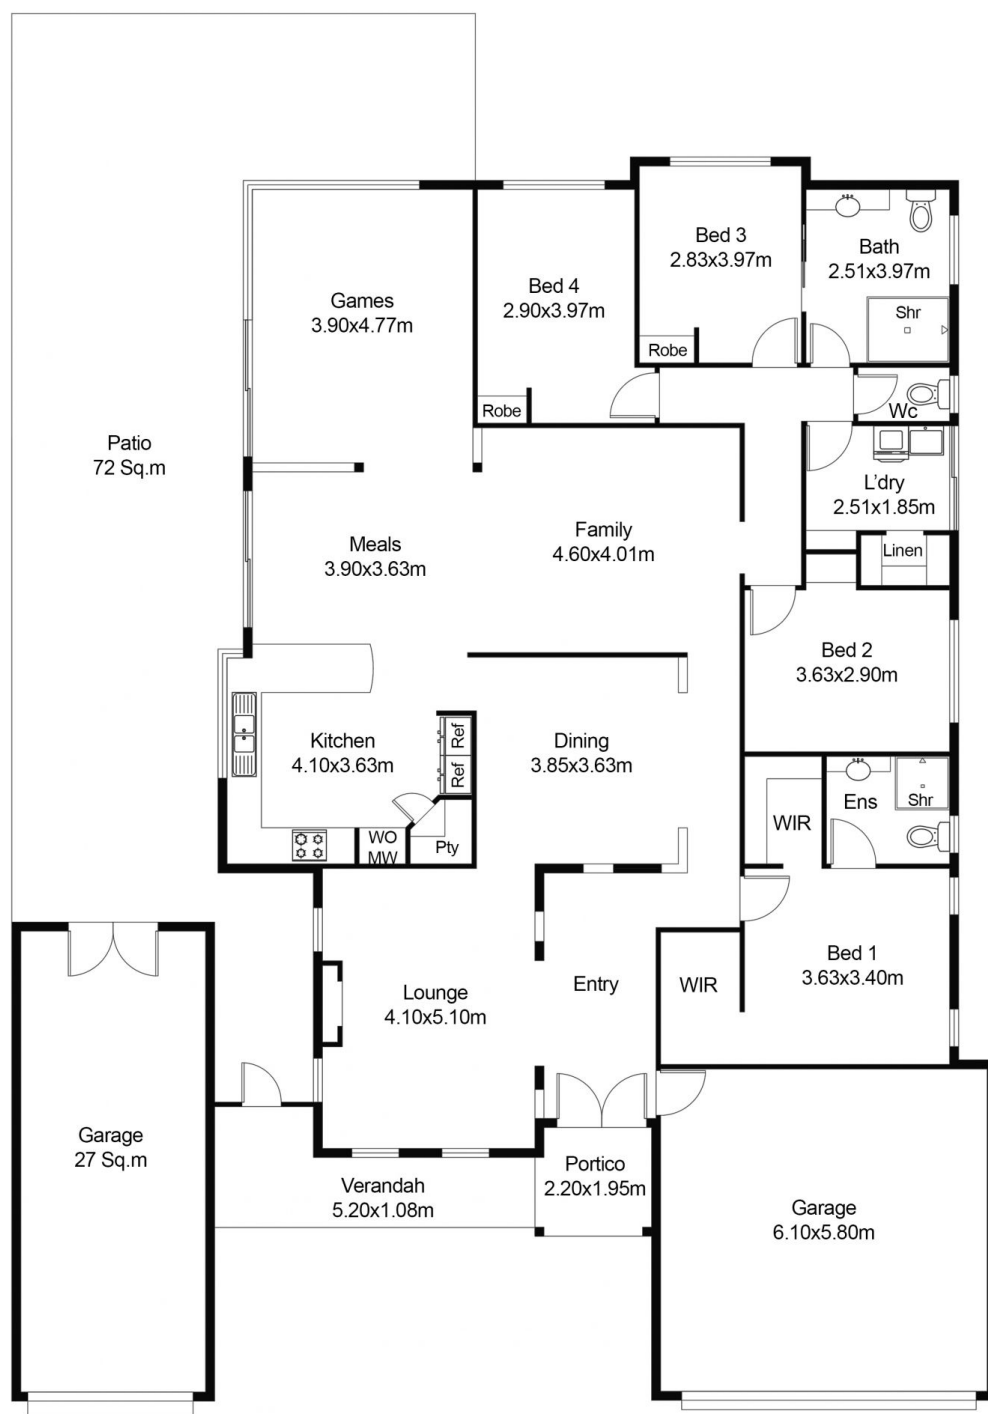 Bed 3
2.83x3.97m
Bath
2.51x3.97m
Bed 4
2.90x3.97m
Games
3.90x4.77m
Shr
Robe
Robe
Wc
Patio
72 Sq.m
L'dry
2.51x1.85m
Family
4.60x4.01m
Meals
3.90x3.63m
Linen
Bed 2
3.63x2.90m
Kitchen
4.10x3.63m
Ref
Ref
Dining
3.85x3.63m
Ens
Shr
WIR
WO
MW
Pty
Bed 1
3.63x3.40m
WIR
Lounge
4.10x5.10m
Entry
Garage
27 Sq.m
Portico
2.20x1.95m
Verandah
5.20x1.08m
Garage
6.10x5.80m